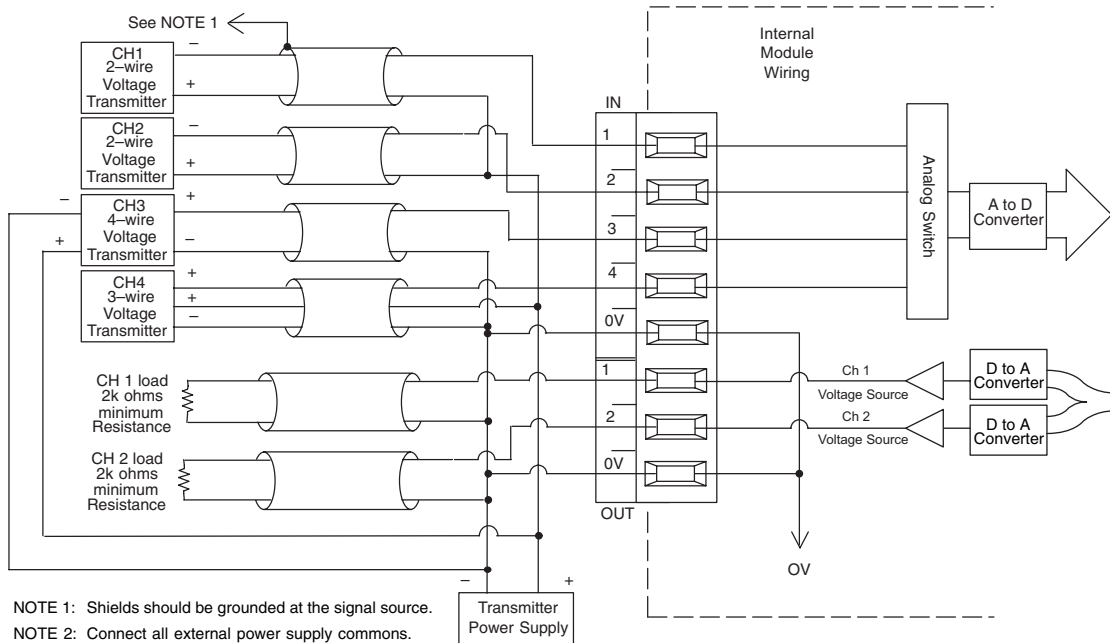 See NOTE 1
Internal
Module
Wiring
CH1
2–wire
Voltage
Transmitter
–
+
CH2
2–wire
Voltage
Transmitter
–
+
CH3
4–wire
Voltage
Transmitter
–
+
+
–
CH4
3–wire
Voltage
Transmitter
+
+
–
IN
1
2
3
4
0V
1
2
0V
OUT
Analog Switch
A to D
Converter
CH 1 load
2k ohms
minimum
Resistance
CH 2 load
2k ohms
minimum
Resistance
Ch 1
Voltage Source
D to A
Converter
Ch 2
Voltage Source
D to A
Converter
OV
–
+
Transmitter
Power Supply
NOTE 1: Shields should be grounded at the signal source.
NOTE 2: Connect all external power supply commons.